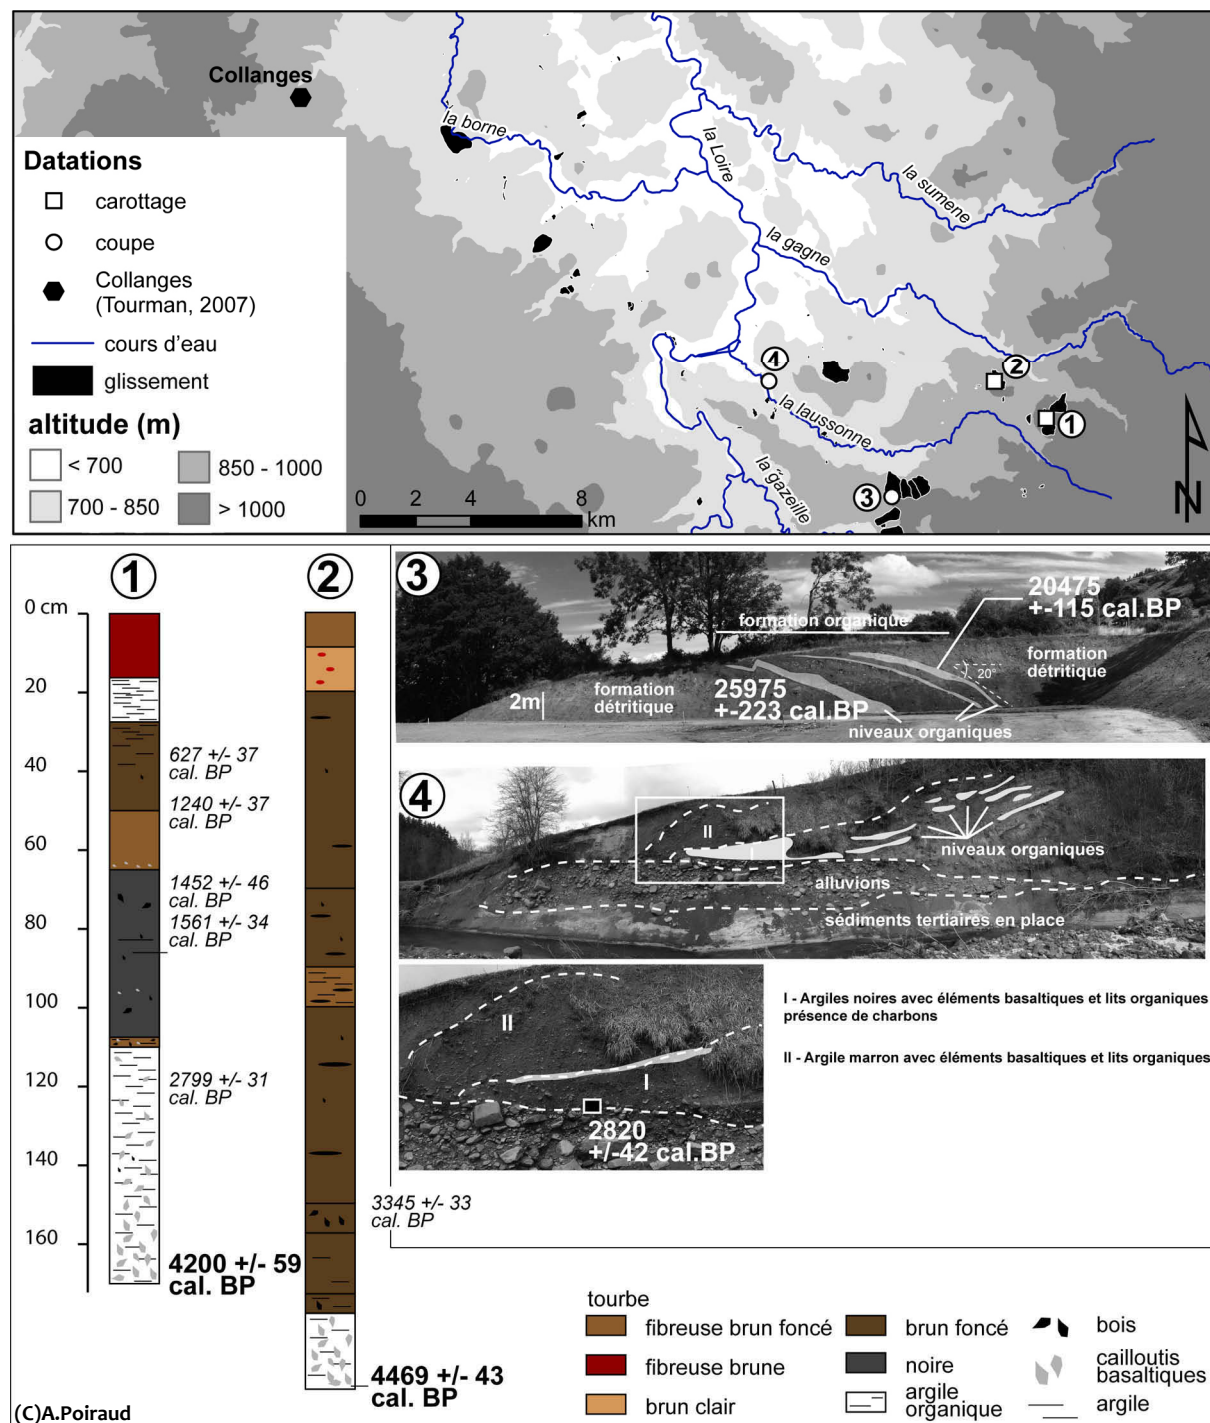 Collanges
la borne
la Loire
la sumene
la gagne
la laussonne
la gazeille
Datations
carottage
coupe
Collanges
(Tourman, 2007)
cours d'eau
glissement
altitude (m)
< 700
850 - 1000
700 - 850
> 1000
0 2 4 8
km
4
2
1
3
N
1
2
0 cm
20
40
60
80
100
120
140
160
627 +/- 37
cal. BP
1240 +/- 37
cal. BP
1452 +/- 46
cal. BP
1561 +/- 34
cal. BP
2799 +/- 31
cal. BP
4200 +/- 59
cal. BP
3345 +/- 33
cal. BP
4469 +/- 43
cal. BP
3
20475
+-115 cal.BP
formation organique
formation
détritique
20°
formation
détritique
2m
25975
+-223 cal.BP
niveaux organiques
4
II
I
niveaux organiques
alluvions
sédiments tertiaires en place
II
I
2820
+/-42 cal.BP
I - Argiles noires avec éléments basaltiques et lits organiques
présence de charbons
II - Argile marron avec éléments basaltiques et lits organiques
tourbe
fibreuse brun foncé
brun foncé
bois
fibreuse brune
noire
cailloutis
basaltiques
brun clair
argile
organique
argile
(C)A.Poiraud